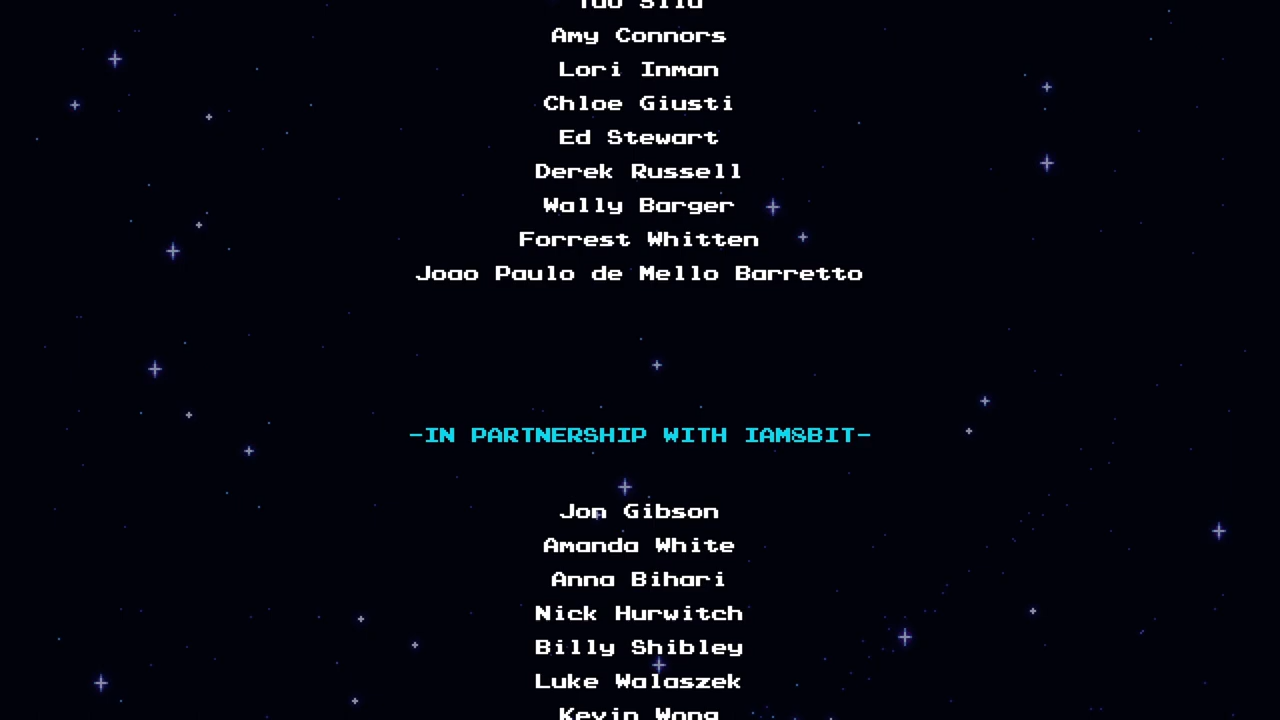 Amy Connors
Lori Inman
Chloe Giusti
Ed Stewart
Derek Russell
Wally Barger
Forrest Whitten
Joao Paulo de Mello Barretto
-IN PARTNERSHIP WITH IAM8BIT-
Jon Gibson
Amanda White
Anna Bihari
Nick Hurwitch
Billy Shibley
Luke Walaszek
Kevin Wong